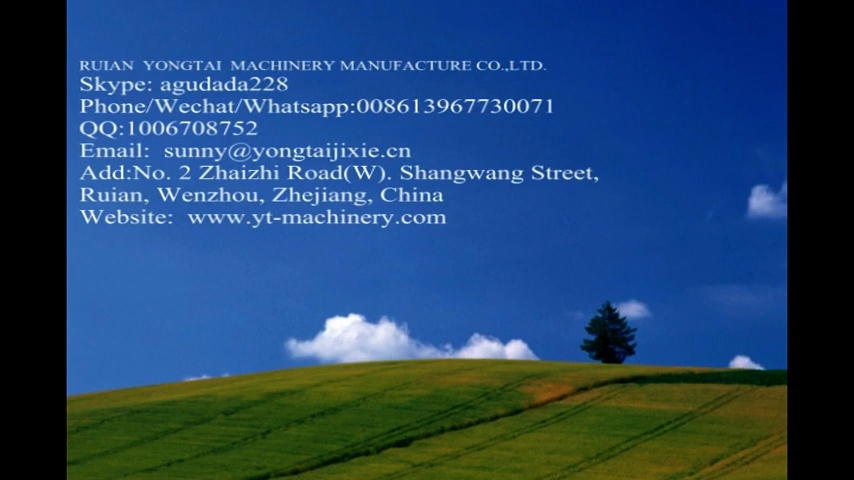 RUIAN YONGTAI MACHINERY MANUFACTURE CO.,LTD.
Skype: agudada228
Phone/Wechat/Whatsapp:008613967730071
QQ:1006708752
Email: sunny@yongtaijixie.cn
Add:No. 2 Zhaizhi Road(W). Shangwang Street,
Ruian, Wenzhou, Zhejiang, China
Website: www.yt-machinery.com